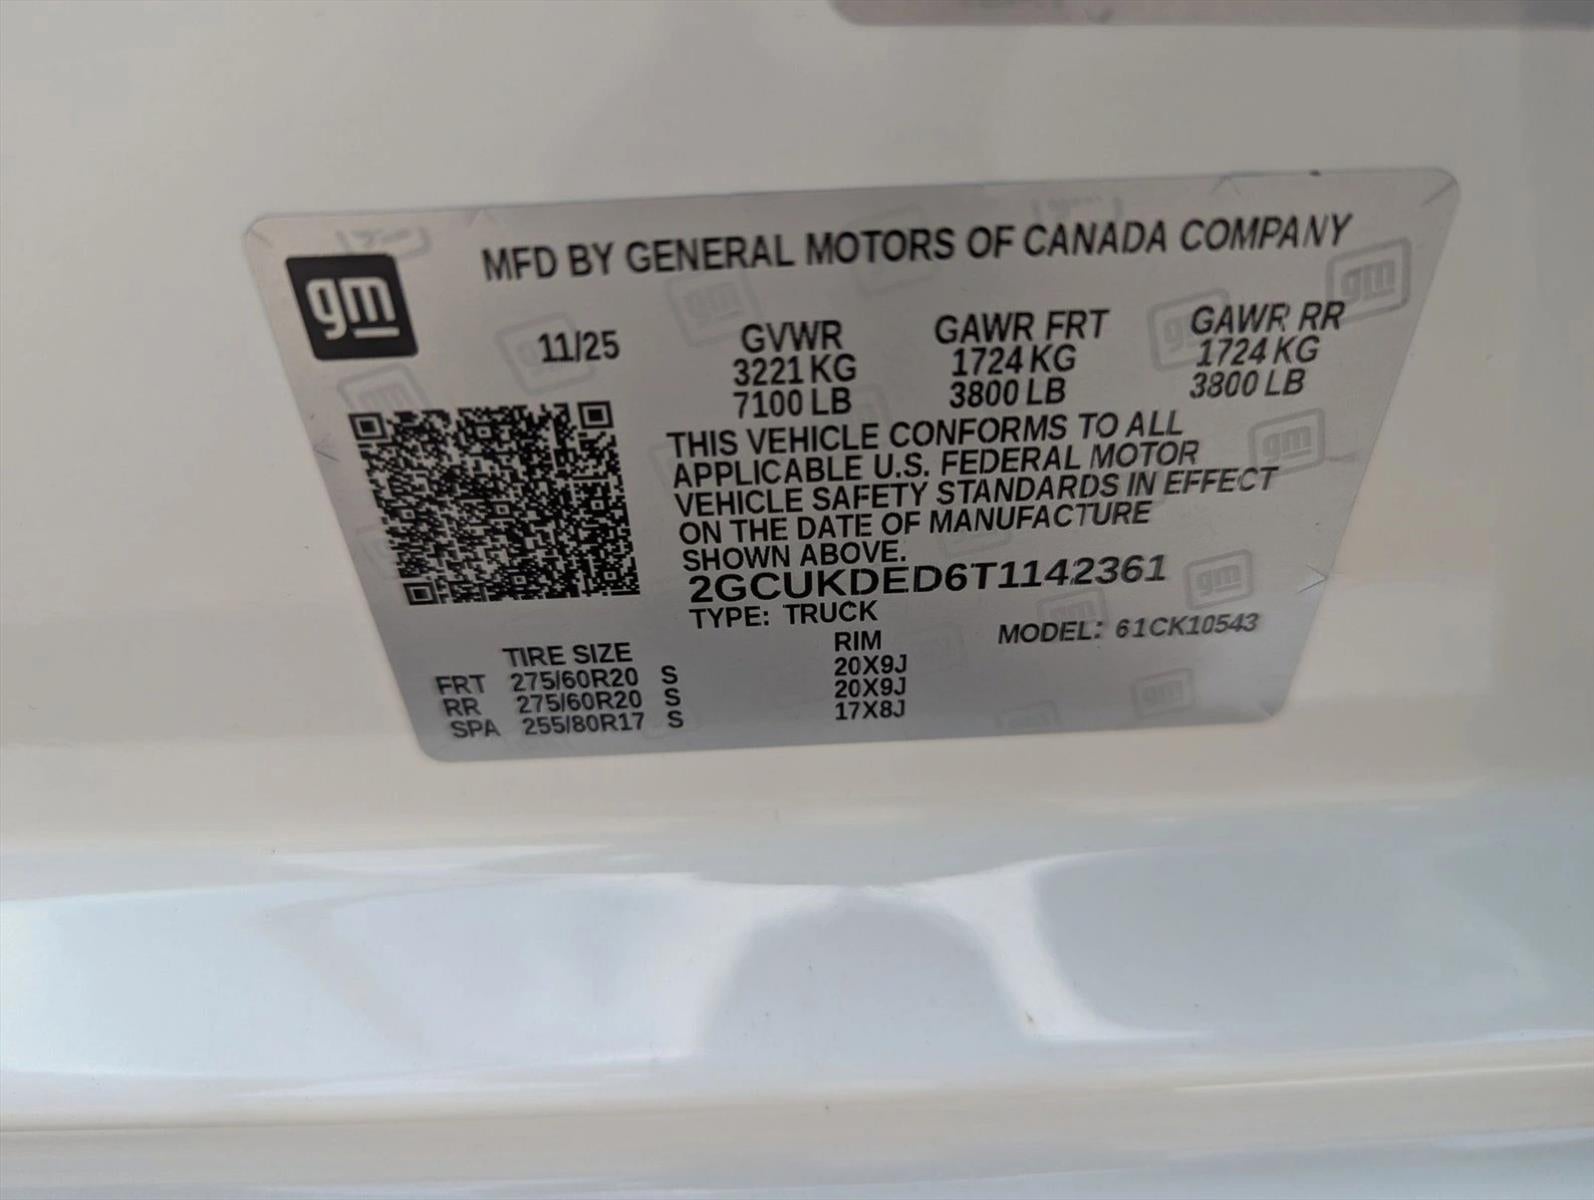 gm
MFD BY GENERAL MOTORS OF CANADA COMPANY
11/25
GVWR GAWR FRT GAWR RR
3221 KG 1724 KG 1724 KG
7100 LB 3800 LB 3800 LB
THIS VEHICLE CONFORMS TO ALL
APPLICABLE U.S. FEDERAL MOTOR
VEHICLE SAFETY STANDARDS IN EFFECT
ON THE DATE OF MANUFACTURE
SHOWN ABOVE.
2GCUKDED6T1142361
TYPE: TRUCK
MODEL: 61CK10543
TIRE SIZE RIM
FRT 275/60R20 S 20X9J
RR 275/60R20 S 20X9J
SPA 255/80R17 S 17X8J